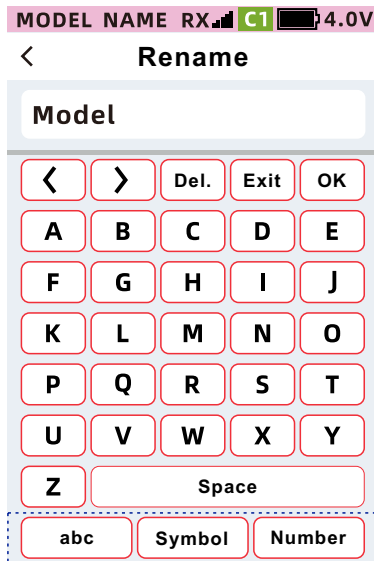 MODEL NAME RX C1 4.0V
< Rename
Model
< > Del. Exit OK
A B C D E
F G H I J
K L M N O
P Q R S T
U V W X Y
Z Space
abc Symbol Number